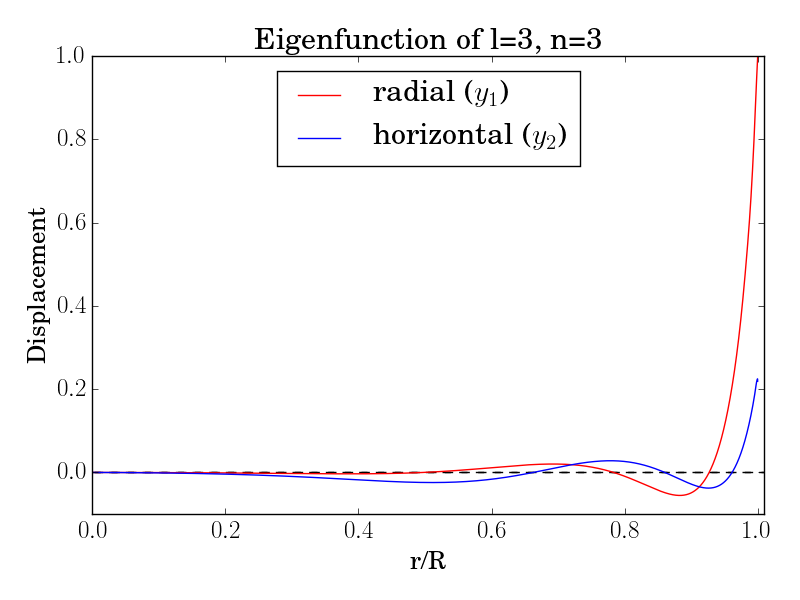 Eigenfunction of l=3, n=3
radial (y₁)
horizontal (y₂)
Displacement
1.0
0.8
0.6
0.4
0.2
0.0
0.0 0.2 0.4 0.6 0.8 1.0
r/R